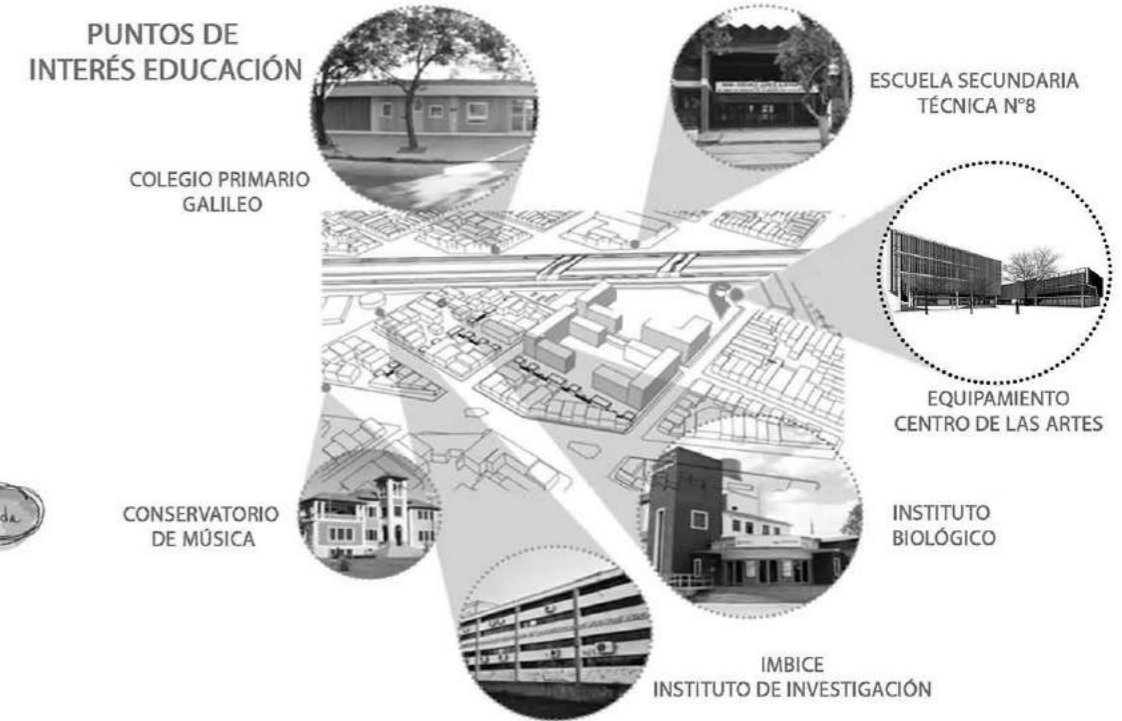 PUNTOS DE
INTERÉS EDUCACIÓN
ESCUELA SECUNDARIA
TÉCNICA N°8
COLEGIO PRIMARIO
GALILEO
EQUIPAMIENTO
CENTRO DE LAS ARTES
CONSERVATORIO
DE MÚSICA
INSTITUTO
BIOLÓGICO
IMBICE
INSTITUTO DE INVESTIGACIÓN